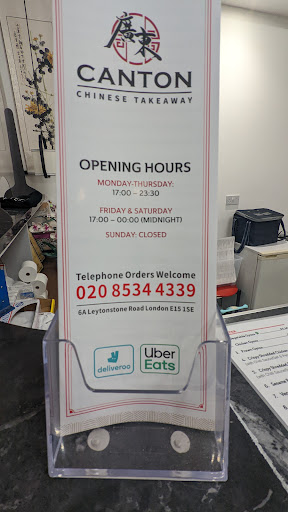 廣東
CANTON
CHINESE TAKEAWAY
OPENING HOURS
MONDAY-THURSDAY:
17:00 - 23:30
FRIDAY & SATURDAY
17:00 - 00:00 (MIDNIGHT)
SUNDAY: CLOSED
Telephone Orders Welcome
020 8534 4339
6A Leytonstone Road London E15 1SE
deliveroo
Uber
Eats